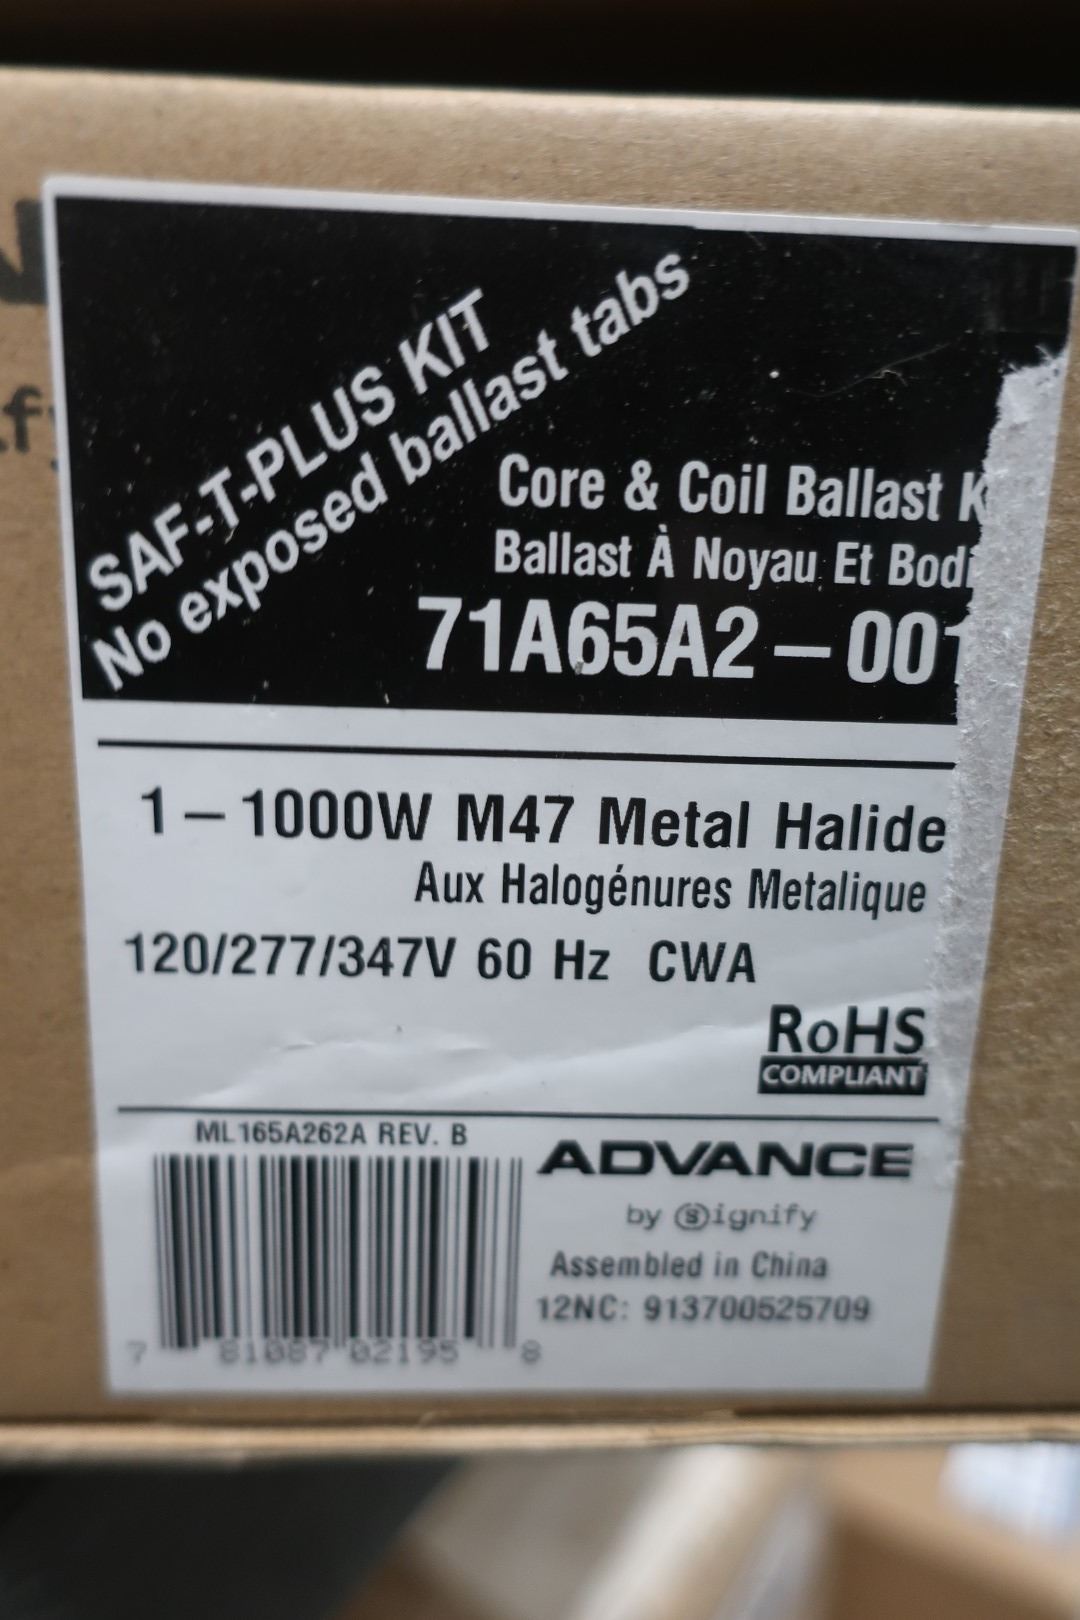 SAF-T-PLUS KIT
No exposed ballast tabs
Core & Coil Ballast K
Ballast À Noyau Et Bodi
71A65A2-001
1-1000W M47 Metal Halide
Aux Halogénures Metalique
120/277/347V 60 Hz CWA
RoHS
COMPLIANT
ML165A262A REV. B
7 81087 02195 8
ADVANCE
by Signify
Assembled in China
12NC: 913700525709